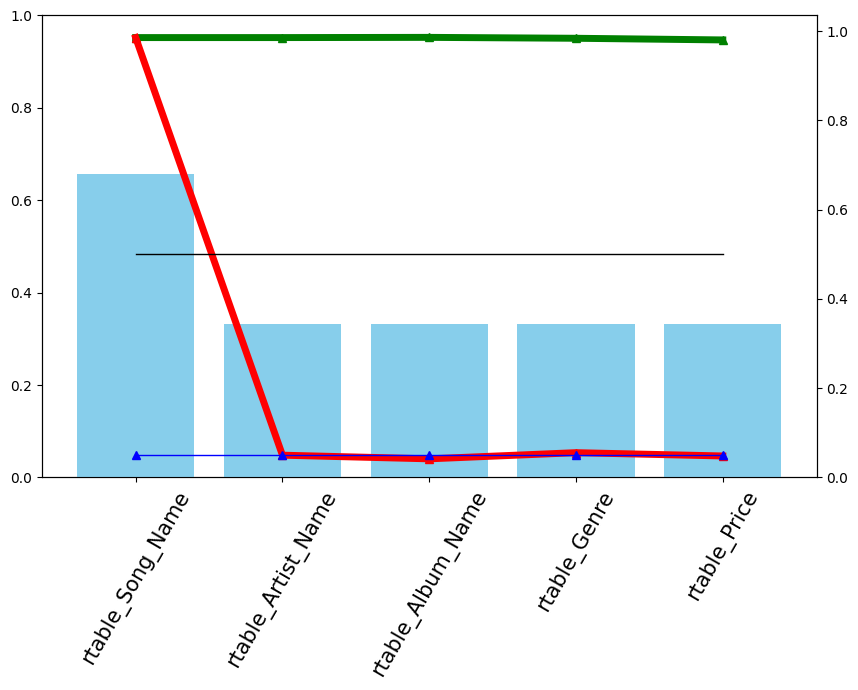 1.0
0.8
0.6
0.4
0.2
0.0
1.0
0.8
0.6
0.4
0.2
0.0
rtable_Song_Name
rtable_Artist_Name
rtable_Album_Name
rtable_Genre
rtable_Price